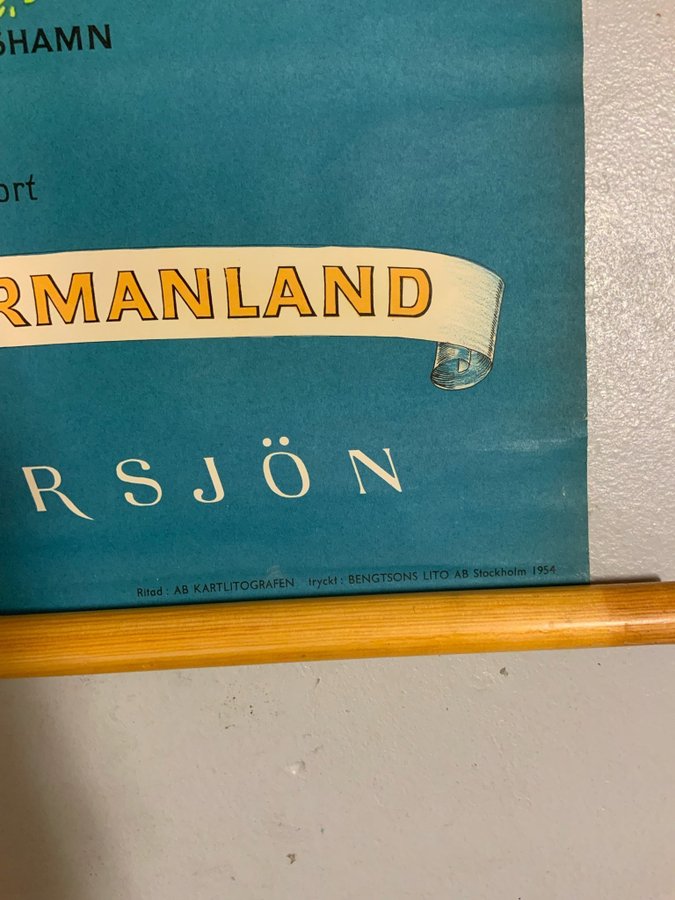 SHAMN
ort
RMANLAND
RSJÖN
Ritad : AB KARTLITOGRAFEN tryckt : BENGTSONS LITO AB Stockholm 1954